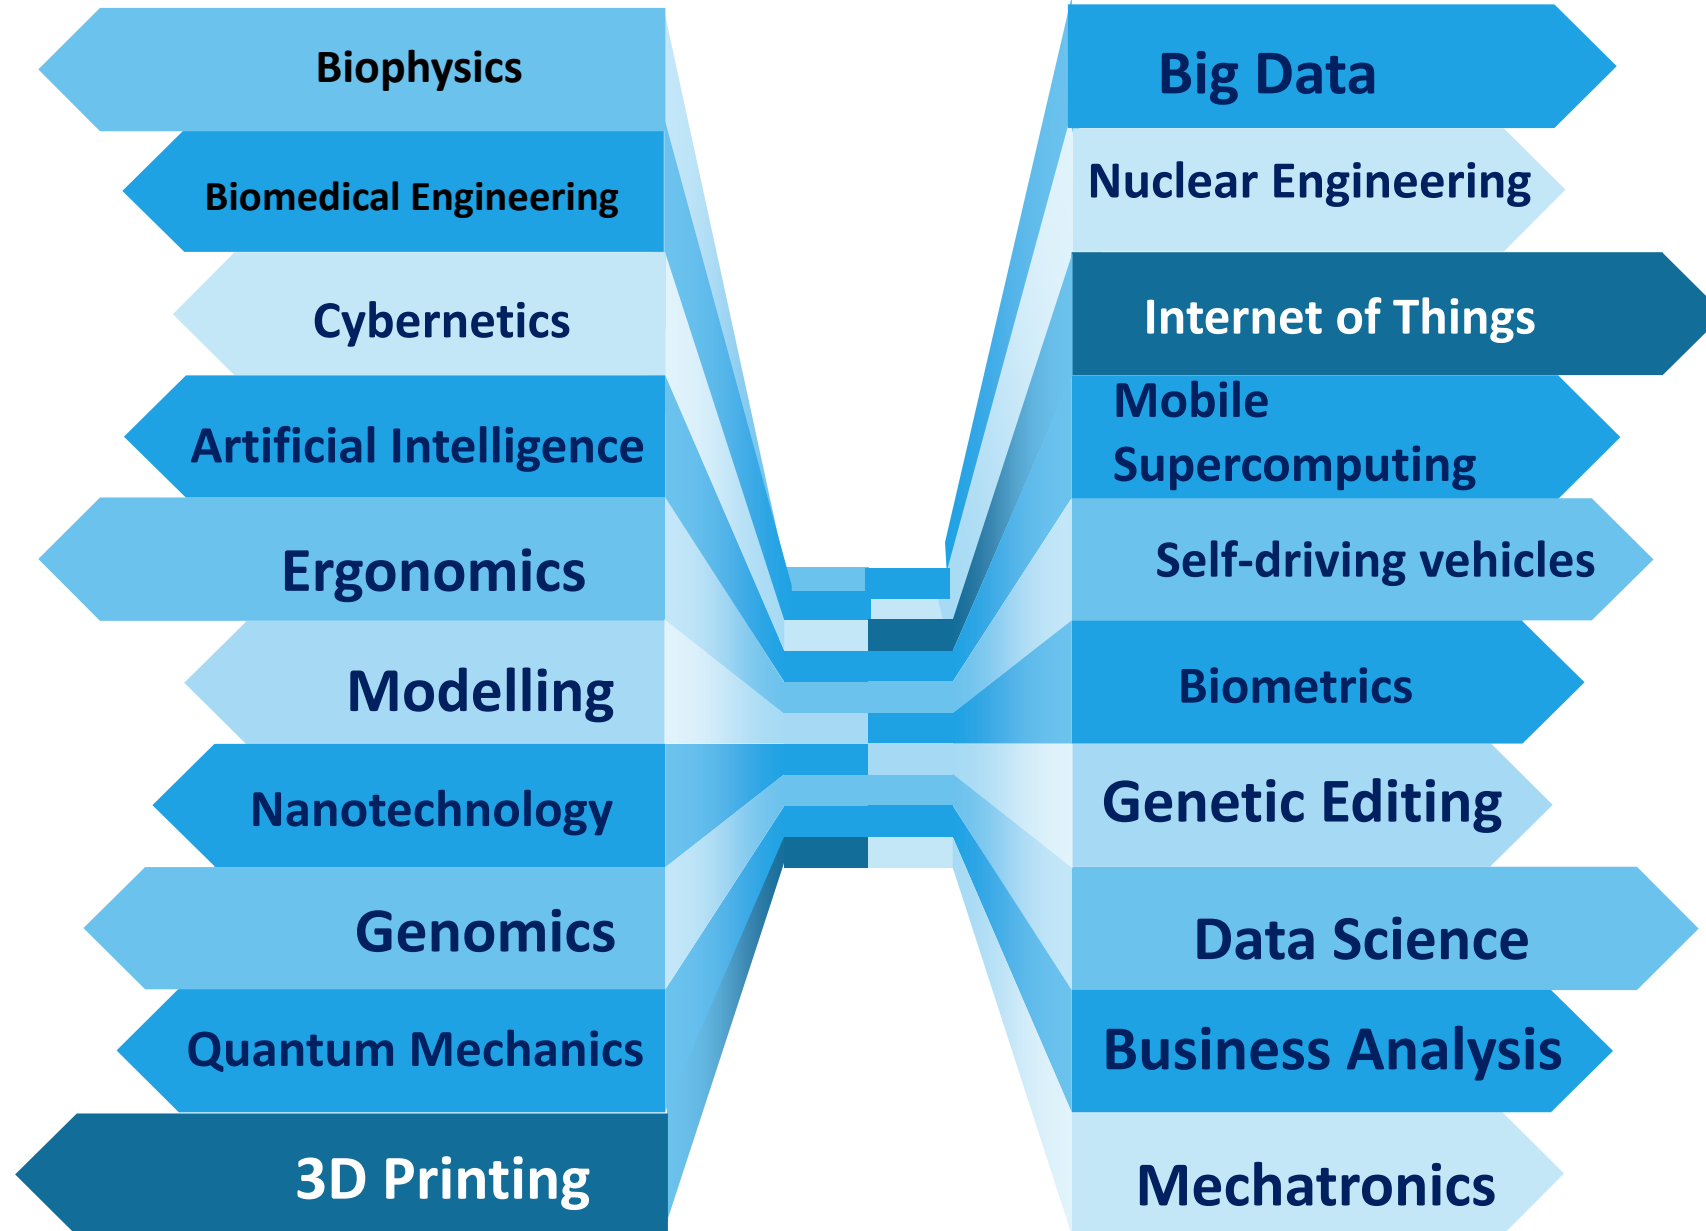 Biophysics
Biomedical Engineering
Cybernetics
Artificial Intelligence
Ergonomics
Modelling
Nanotechnology
Genomics
Quantum Mechanics
3D Printing
Big Data
Nuclear Engineering
Internet of Things
Mobile
Supercomputing
Self-driving vehicles
Biometrics
Genetic Editing
Data Science
Business Analysis
Mechatronics